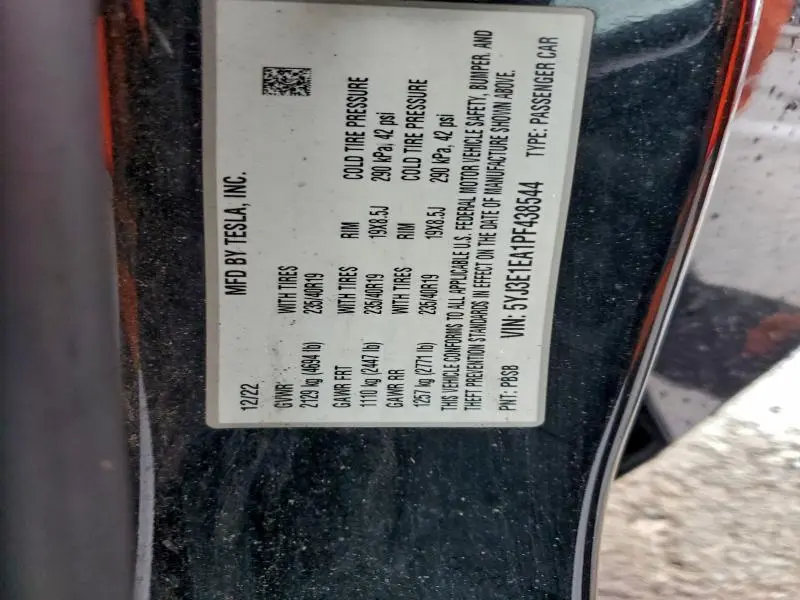 MFD BY TESLA, INC.
12/22
GVWR WITH TIRES
2129 kg (4694 lb) 235/40R19
GAWR FRT WITH TIRES RIM COLD TIRE PRESSURE
1110 kg (2447 lb) 235/40R19 19X8.5J 290 kPa, 42 psi
GAWR RR WITH TIRES RIM COLD TIRE PRESSURE
1257 kg (2771 lb) 235/40R19 19X8.5J 290 kPa, 42 psi
THIS VEHICLE CONFORMS TO ALL APPLICABLE U.S. FEDERAL MOTOR VEHICLE SAFETY, BUMPER, AND
THEFT PREVENTION STANDARDS IN EFFECT ON THE DATE OF MANUFACTURE SHOWN ABOVE.
PNT: PBSB VIN: 5YJ3E1EA1PF438544 TYPE: PASSENGER CAR